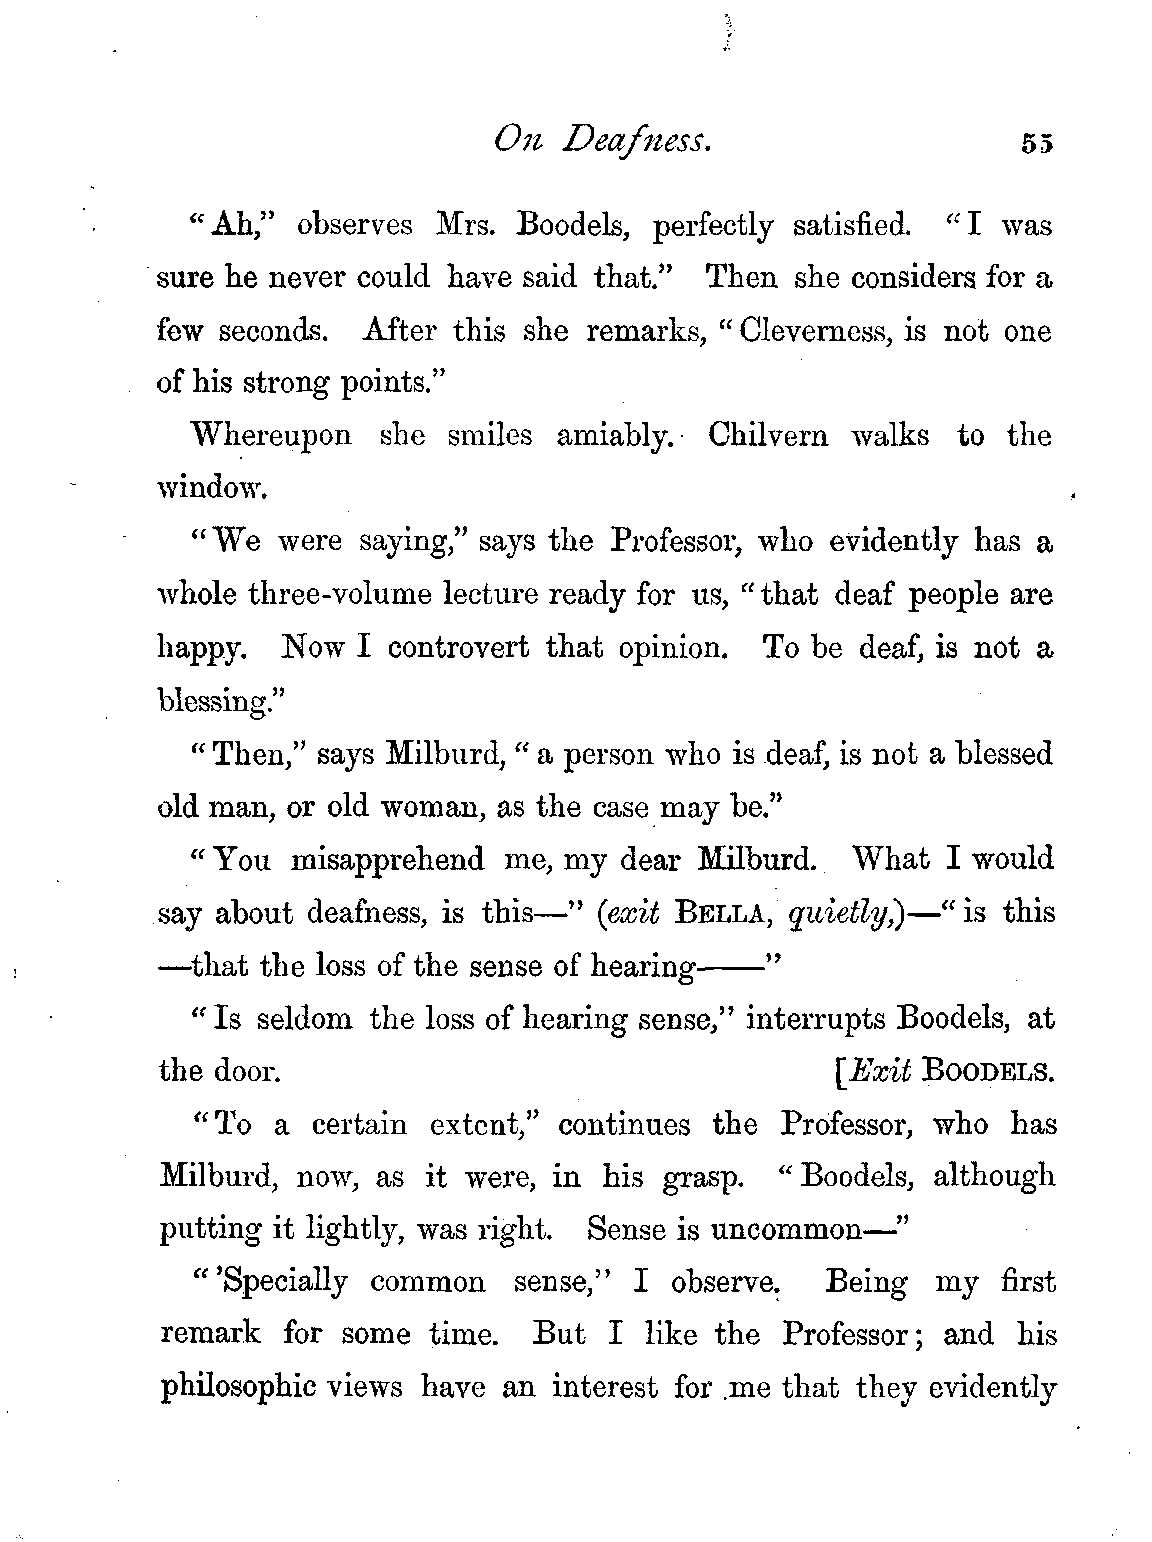 On Deafness. 55
“Ah,” observes Mrs. Boodels, perfectly satisfied. “I was
sure he never could have said that.” Then she considers for a
few seconds. After this she remarks, “Cleverness, is not one
of his strong points.”
Whereupon she smiles amiably. Chilvern walks to the
window.
“We were saying,” says the Professor, who evidently has a
whole three-volume lecture ready for us, “that deaf people are
happy. Now I controvert that opinion. To be deaf, is not a
blessing.”
“Then,” says Milburd, “a person who is deaf, is not a blessed
old man, or old woman, as the case may be.”
“You misapprehend me, my dear Milburd. What I would
say about deafness, is this—” (exit BELLA, quietly,)—“is this
—that the loss of the sense of hearing——”
“Is seldom the loss of hearing sense,” interrupts Boodels, at
the door. [Exit BOODELS.
“To a certain extent,” continues the Professor, who has
Milburd, now, as it were, in his grasp. “Boodels, although
putting it lightly, was right. Sense is uncommon—”
“’Specially common sense,” I observe. Being my first
remark for some time. But I like the Professor; and his
philosophic views have an interest for me that they evidently